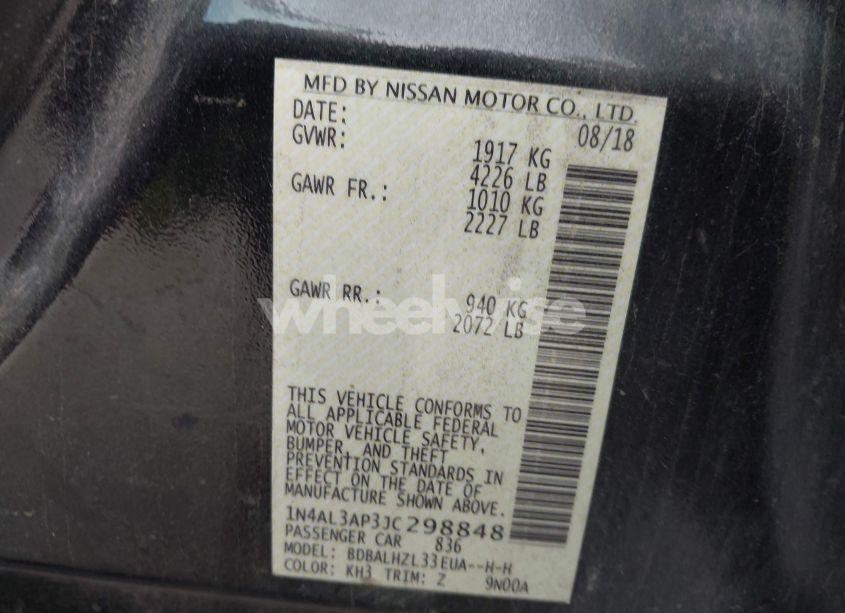 MFD BY NISSAN MOTOR CO., LTD.
DATE: 08/18
GVWR: 1917 KG
4226 LB
GAWR FR.: 1010 KG
2227 LB
GAWR RR.: 940 KG
2072 LB
wheelwise
THIS VEHICLE CONFORMS TO
ALL APPLICABLE FEDERAL
MOTOR VEHICLE SAFETY,
BUMPER, AND THEFT
PREVENTION STANDARDS IN
EFFECT ON THE DATE OF
MANUFACTURE SHOWN ABOVE.
1N4AL3AP3JC298848
PASSENGER CAR 836
MODEL: BDBALHZL33EUA--H-H
COLOR: KH3 TRIM: Z 9N00A